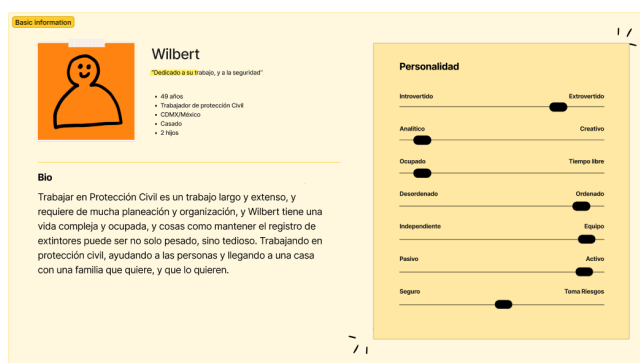 Basic information
Wilbert
"Dedicado a su trabajo, y a la seguridad"
• 49 años
• Trabajador de protección Civil
• CDMX/México
• Casado
• 2 hijos
Bio
Trabajar en Protección Civil es un trabajo largo y extenso, y
requiere de mucha planeación y organización, y Wilbert tiene una
vida compleja y ocupada, y cosas como mantener el registro de
extintores puede ser no solo pesado, sino tedioso. Trabajando en
protección civil, ayudando a las personas y llegando a una casa
con una familia que quiere, y que lo quieren.
Personalidad
Introvertido Extrovertido
Analítico Creativo
Ocupado Tiempo libre
Desordenado Ordenado
Independiente Equipo
Pasivo Activo
Seguro Toma Riesgos